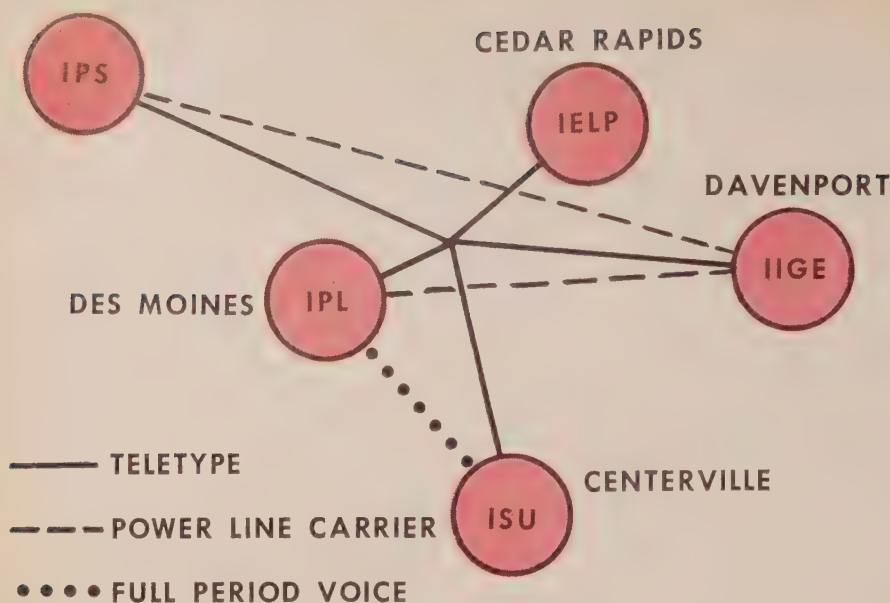 CEDAR RAPIDS
IPS
IELP
DAVENPORT
IIGE
DES MOINES
IPL
TELETYPE
CENTERVILLE
POWER LINE CARRIER
ISU
FULL PERIOD VOICE